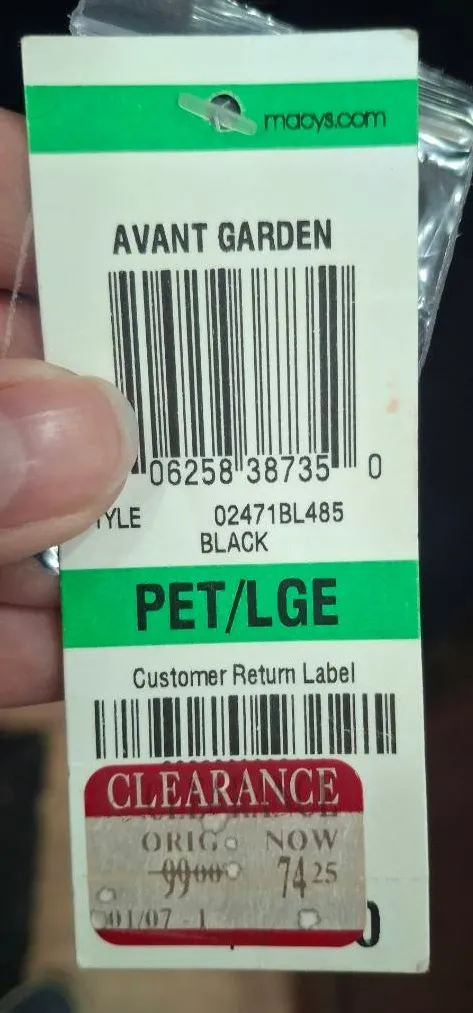 macys.com
AVANT GARDEN
06258 38735 0
02471BL485
BLACK
PET/LGE
Customer Return Label
CLEARANCE
ORIG. NOW
99 00 74 25
01/07 - 1
0